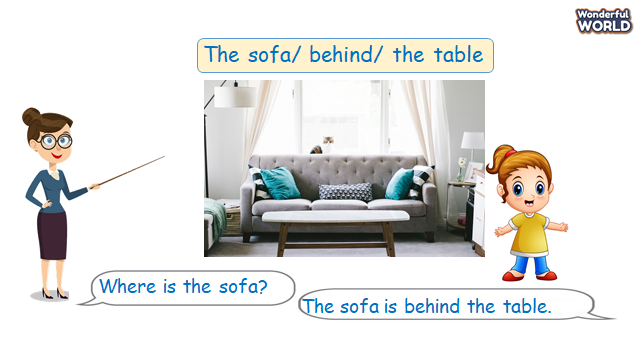 Wonderful
WORLD
The sofa/ behind/ the table
Where is the sofa?
The sofa is behind the table.